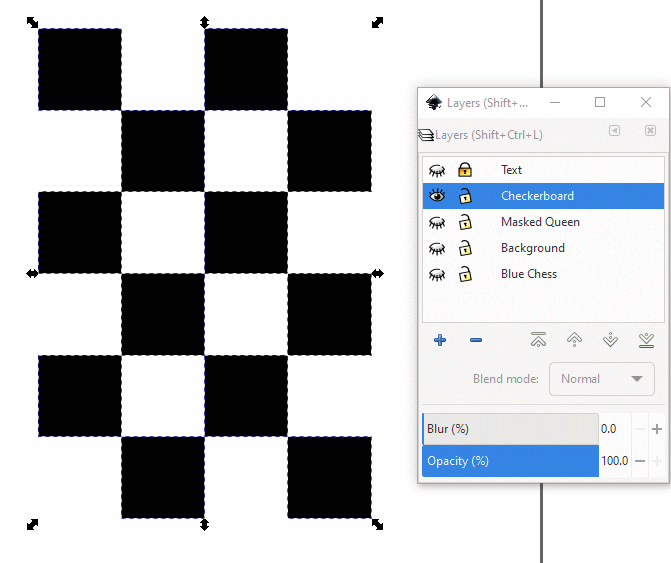 Layers (Shift+...
Layers (Shift+Ctrl+L)
Text
Checkerboard
Masked Queen
Background
Blue Chess
Blend mode: Normal
Blur (%) 0.0
Opacity (%) 100.0